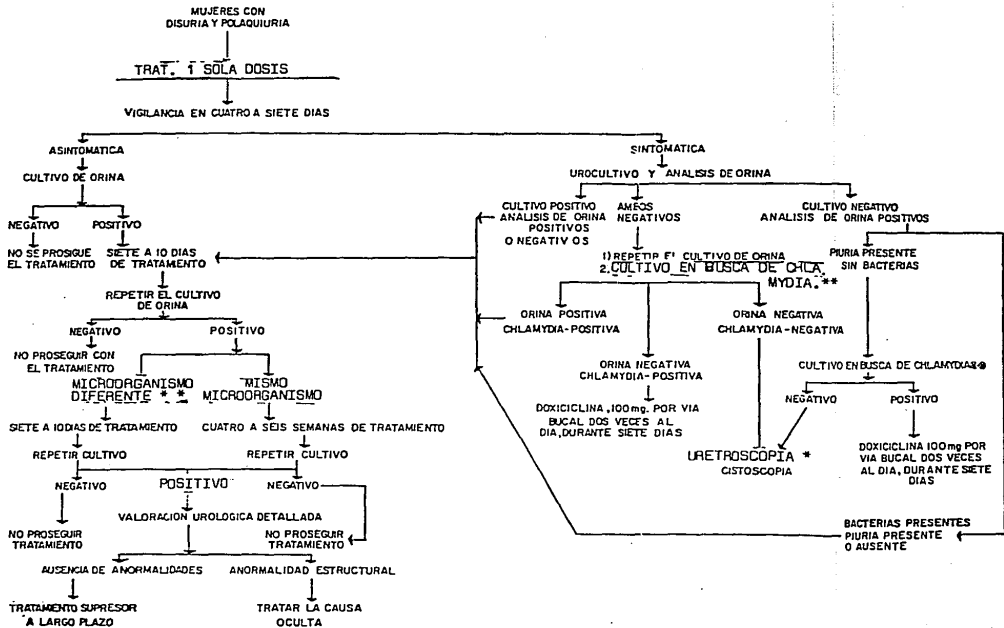 MUJERES CON
DISURIA Y POLAQUIURIA
TRAT. 1 SOLA DOSIS
VIGILANCIA EN CUATRO A SIETE DIAS
ASINTOMATICA
CULTIVO DE ORINA
NEGATIVO
POSITIVO
NO SE PROSIGUE
EL TRATAMIENTO
SIETE A 10 DIAS
DE TRATAMIENTO
REPETIR EL CULTIVO
DE ORINA
NEGATIVO
POSITIVO
NO PROSEGUIR CON
EL TRATAMIENTO
MICROORGANISMO
DIFERENTE * *
MISMO
MICROORGANISMO
SIETE A 10 DIAS DE TRATAMIENTO
CUATRO A SEIS SEMANAS DE TRATAMIENTO
REPETIR CULTIVO
REPETIR CULTIVO
NEGATIVO
POSITIVO
NEGATIVO
NO PROSEGUIR
TRATAMIENTO
VALORACION UROLOGICA DETALLADA
NO PROSEGUIR
TRATAMIENTO
AUSENCIA DE ANORMALIDADES
ANORMALIDAD ESTRUCTURAL
TRATAMIENTO SUPRESOR
A LARGO PLAZO
TRATAR LA CAUSA
OCULTA
SINTOMATICA
UROCULTIVO Y ANALISIS DE ORINA
CULTIVO POSITIVO
ANALISIS DE ORINA
POSITIVOS
O NEGATIVOS
AMBOS
NEGATIVOS
CULTIVO NEGATIVO
ANALISIS DE ORINA POSITIVOS
1) REPETIR EL CULTIVO DE ORINA
2. CULTIVO EN BUSCA DE CHLA
MYDIA. **
PIURIA PRESENTE
SIN BACTERIAS
ORINA POSITIVA
CHLAMYDIA-POSITIVA
ORINA NEGATIVA
CHLAMYDIA-NEGATIVA
ORINA NEGATIVA
CHLAMYDIA-POSITIVA
DOXICICLINA, 100 mg. POR VIA
BUCAL DOS VECES AL
DIA, DURANTE SIETE DIAS
CULTIVO EN BUSCA DE CHLAMYDIA
NEGATIVO
POSITIVO
URETROSCOPIA *
CISTOSCOPIA
DOXICICLINA 100 mg POR
VIA BUCAL DOS VECES
AL DIA, DURANTE SIETE
DIAS
BACTERIAS PRESENTES
PIURIA PRESENTE
O AUSENTE